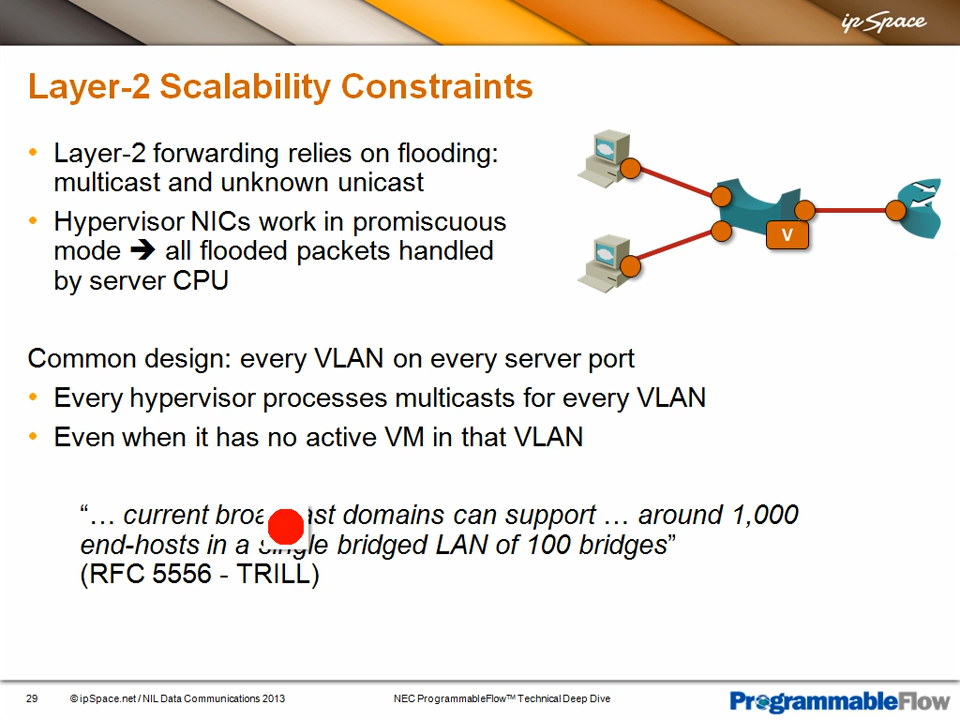 ipSpace
Layer-2 Scalability Constraints
• Layer-2 forwarding relies on flooding:
multicast and unknown unicast
• Hypervisor NICs work in promiscuous
mode ➔ all flooded packets handled
by server CPU
V
Common design: every VLAN on every server port
• Every hypervisor processes multicasts for every VLAN
• Even when it has no active VM in that VLAN
“… current broadcast domains can support … around 1,000
end-hosts in a single bridged LAN of 100 bridges”
(RFC 5556 - TRILL)
29 © ipSpace.net / NIL Data Communications 2013 NEC ProgrammableFlow™ Technical Deep Dive ProgrammableFlow